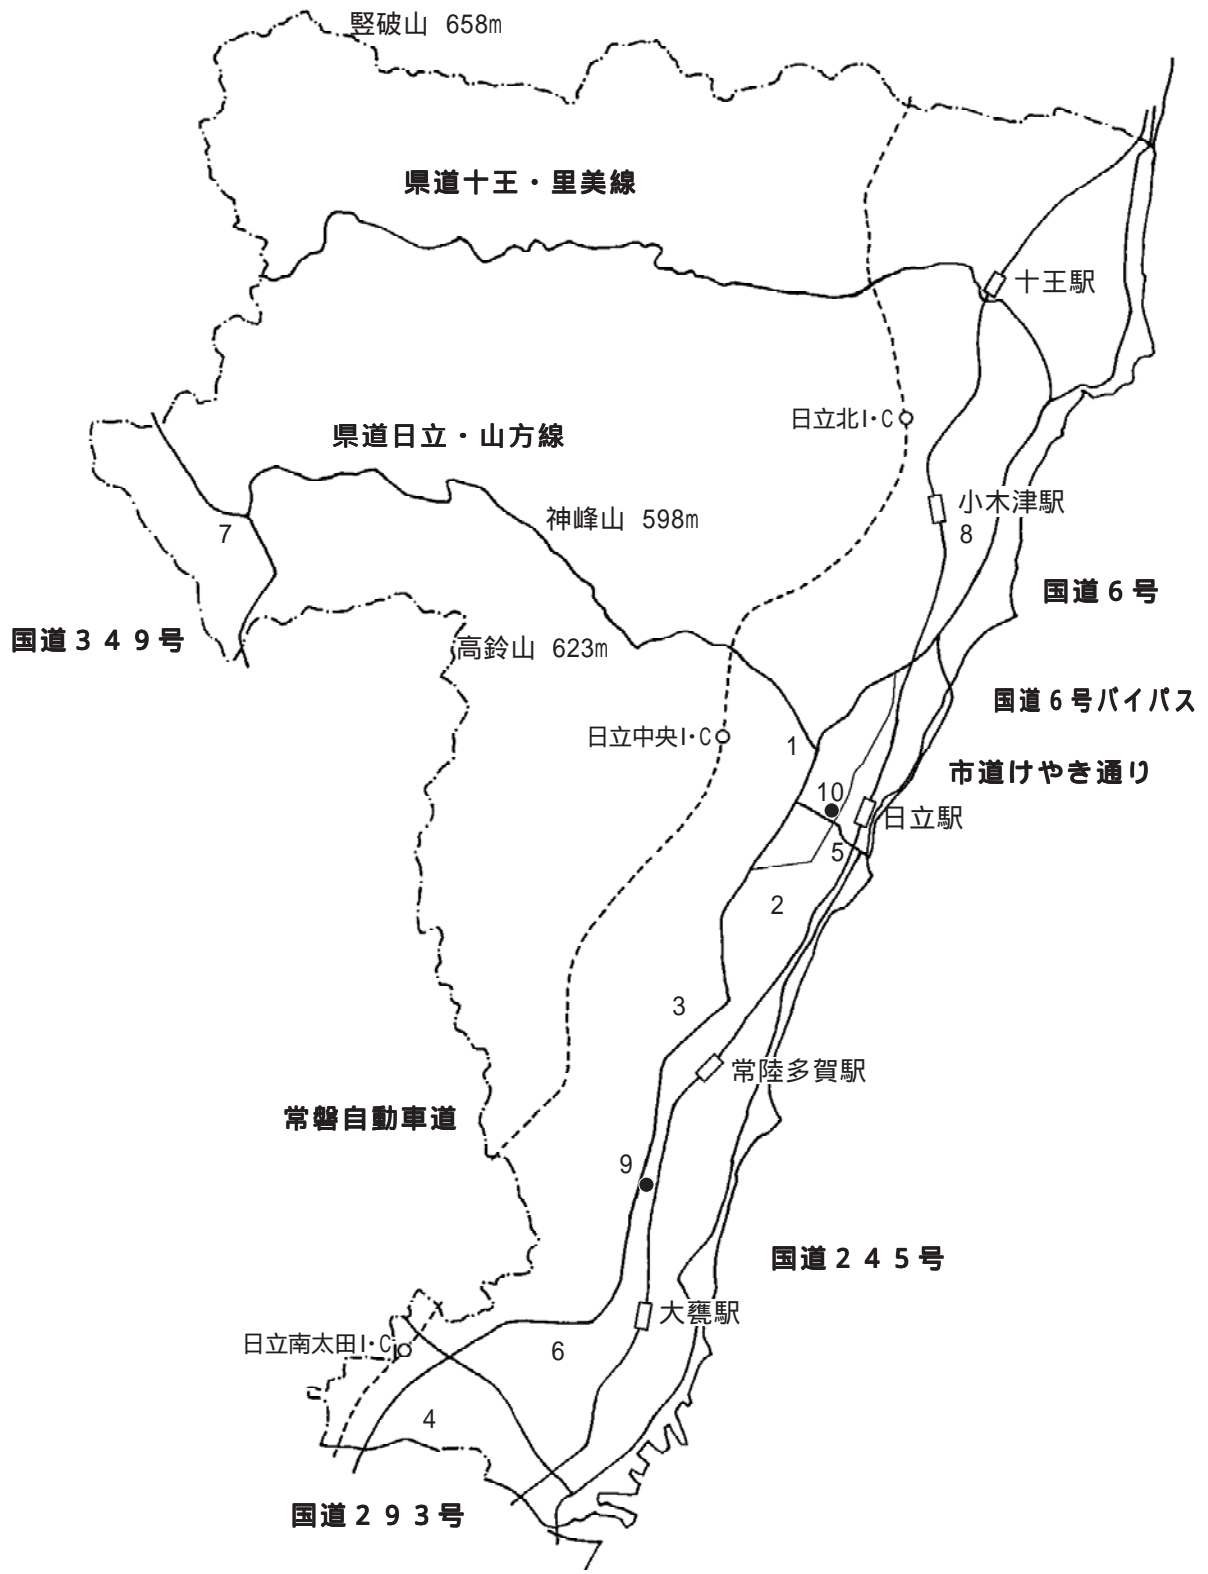 竪破山 658m
県道十王・里美線
十王駅
日立北I・C
県道日立・山方線
小木津駅
神峰山 598m
8
7
国道6号
国道349号
高鈴山 623m
国道6号バイパス
日立中央I・C
1
市道けやき通り
10
日立駅
5
2
3
常陸多賀駅
常磐自動車道
9
国道245号
大甕駅
日立南太田I・C
6
4
国道293号